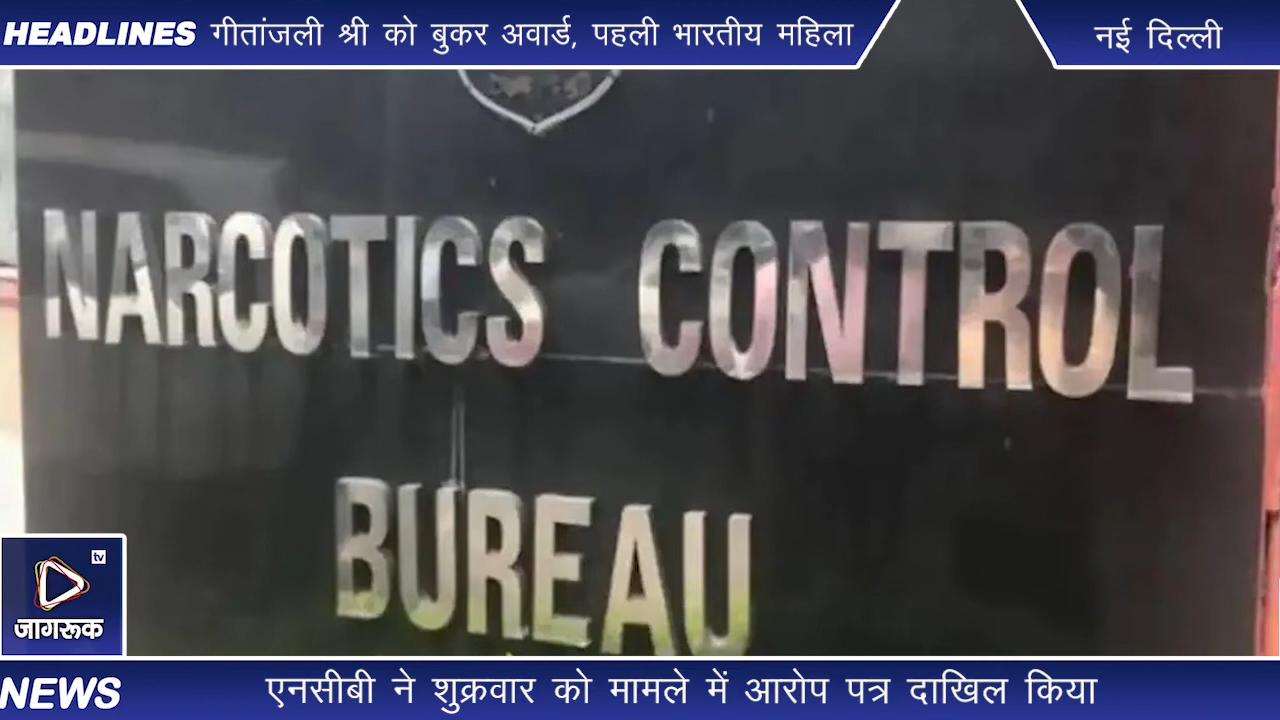 HEADLINES गीतांजली श्री को बुकर अवार्ड, पहली भारतीय महिला
नई दिल्ली
NARCOTICS CONTROL
BUREAU
tv
जागरूक
NEWS एनसीबी ने शुक्रवार को मामले में आरोप पत्र दाखिल किया